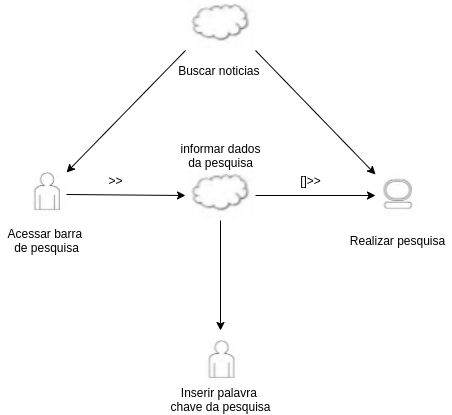 Buscar noticias
informar dados
da pesquisa
>>
[]>>
Acessar barra
de pesquisa
Realizar pesquisa
Inserir palavra
chave da pesquisa